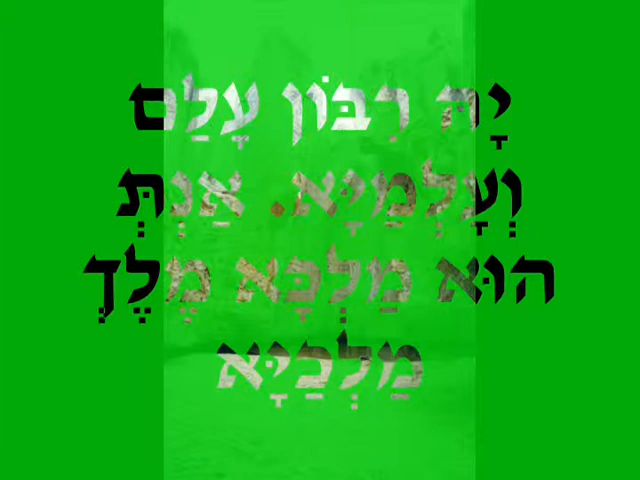 יָהּ רִבּוֹן עָלַם
וְעָלְמַיָּא. אַנְתְּ
הוּא מַלְכָּא מֶלֶךְ
מַלְכַיָּא